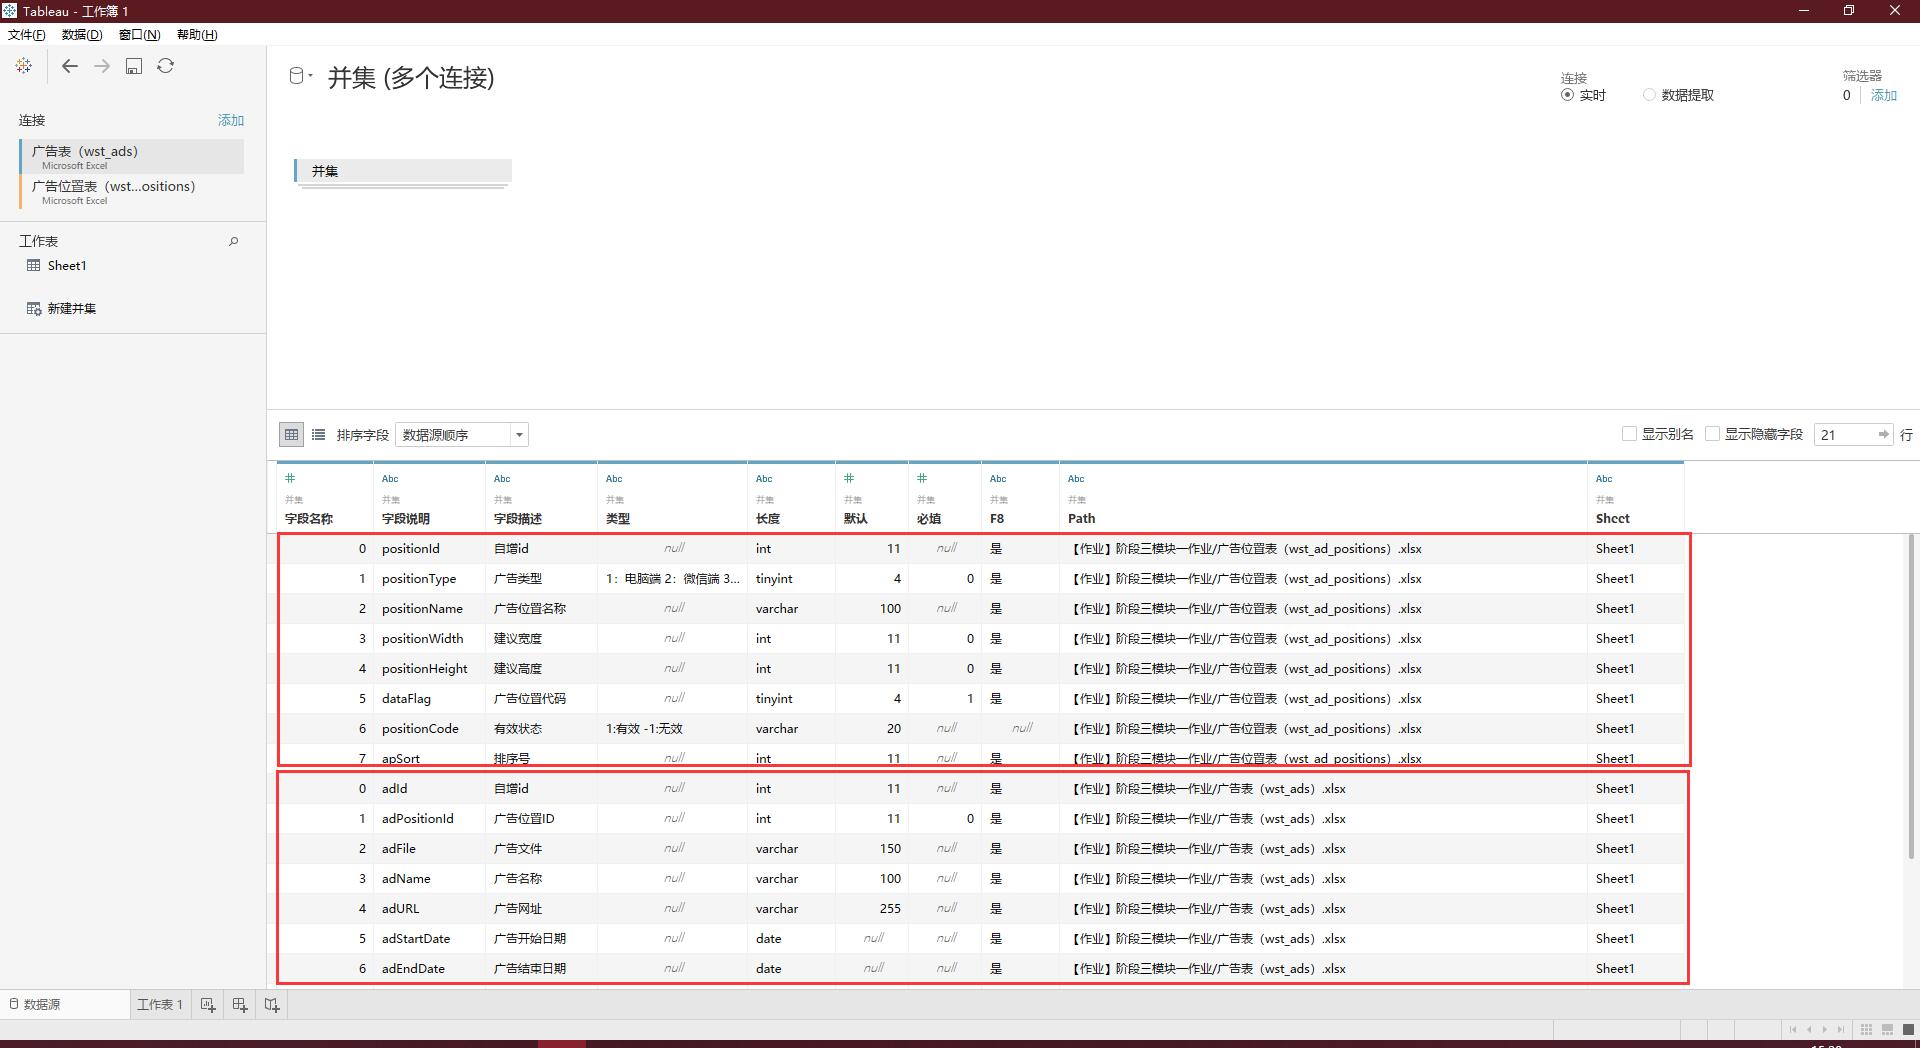 Tableau - 工作簿 1
文件(F) 数据(D) 窗口(N) 帮助(H)
并集 (多个连接)
连接
实时 数据提取
筛选器
0 添加
连接 添加
广告表（wst_ads）
Microsoft Excel
广告位置表（wst...ositions）
Microsoft Excel
工作表
Sheet1
新建并集
并集
排序字段 数据源顺序 显示别名 显示隐藏字段 21 行
# Abc Abc Abc Abc # # Abc Abc Abc
并集 并集 并集 并集 并集 并集 并集 并集 并集 并集
字段名称 字段说明 字段描述 类型 长度 默认 必填 F8 Path Sheet
0 positionId 自增id null int 11 null 是 【作业】阶段三模块一作业/广告位置表（wst_ad_positions）.xlsx Sheet1
1 positionType 广告类型 1：电脑端 2：微信端 3... tinyint 4 0 是 【作业】阶段三模块一作业/广告位置表（wst_ad_positions）.xlsx Sheet1
2 positionName 广告位置名称 null varchar 100 null 是 【作业】阶段三模块一作业/广告位置表（wst_ad_positions）.xlsx Sheet1
3 positionWidth 建议宽度 null int 11 0 是 【作业】阶段三模块一作业/广告位置表（wst_ad_positions）.xlsx Sheet1
4 positionHeight 建议高度 null int 11 0 是 【作业】阶段三模块一作业/广告位置表（wst_ad_positions）.xlsx Sheet1
5 dataFlag 广告位置代码 null tinyint 4 1 是 【作业】阶段三模块一作业/广告位置表（wst_ad_positions）.xlsx Sheet1
6 positionCode 有效状态 1:有效 -1:无效 varchar 20 null null 【作业】阶段三模块一作业/广告位置表（wst_ad_positions）.xlsx Sheet1
7 apSort 排序号 null int 11 null 是 【作业】阶段三模块一作业/广告位置表（wst_ad_positions）.xlsx Sheet1
0 adId 自增id null int 11 null 是 【作业】阶段三模块一作业/广告表（wst_ads）.xlsx Sheet1
1 adPositionId 广告位置ID null int 11 0 是 【作业】阶段三模块一作业/广告表（wst_ads）.xlsx Sheet1
2 adFile 广告文件 null varchar 150 null 是 【作业】阶段三模块一作业/广告表（wst_ads）.xlsx Sheet1
3 adName 广告名称 null varchar 100 null 是 【作业】阶段三模块一作业/广告表（wst_ads）.xlsx Sheet1
4 adURL 广告网址 null varchar 255 null 是 【作业】阶段三模块一作业/广告表（wst_ads）.xlsx Sheet1
5 adStartDate 广告开始日期 null date null null 是 【作业】阶段三模块一作业/广告表（wst_ads）.xlsx Sheet1
6 adEndDate 广告结束日期 null date null null 是 【作业】阶段三模块一作业/广告表（wst_ads）.xlsx Sheet1
数据源 工作表 1